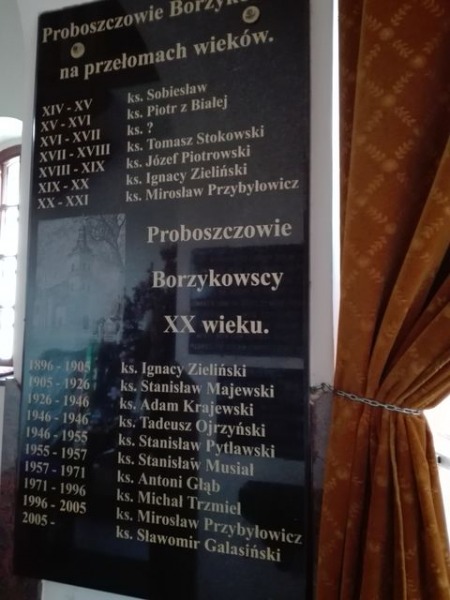 Proboszczowie
na przełomach wieków.
XIV - XV ks. Sobiesław
XV - XVI ks. Piotr z Białej
XVI - XVII ks. ?
XVII - XVIII ks. Tomasz Stokowski
XVIII - XIX ks. Józef Piotrowski
XIX - XX ks. Ignacy Zieliński
XX - XXI ks. Mirosław Przybyłowicz
Proboszczowie
Borzykowscy
XX wieku.
1896 - 1905 ks. Ignacy Zieliński
1905 - 1926 ks. Stanisław Majewski
1926 - 1946 ks. Adam Krajewski
1946 - 1946 ks. Tadeusz Ojrzyński
1946 - 1955 ks. Stanisław Pytlawski
1955 - 1957 ks. Stanisław Musiał
1957 - 1971 ks. Antoni Głąb
1971 - 1996 ks. Michał Trzmiel
1996 - 2005 ks. Mirosław Przybyłowicz
2005 - ks. Sławomir Galasiński